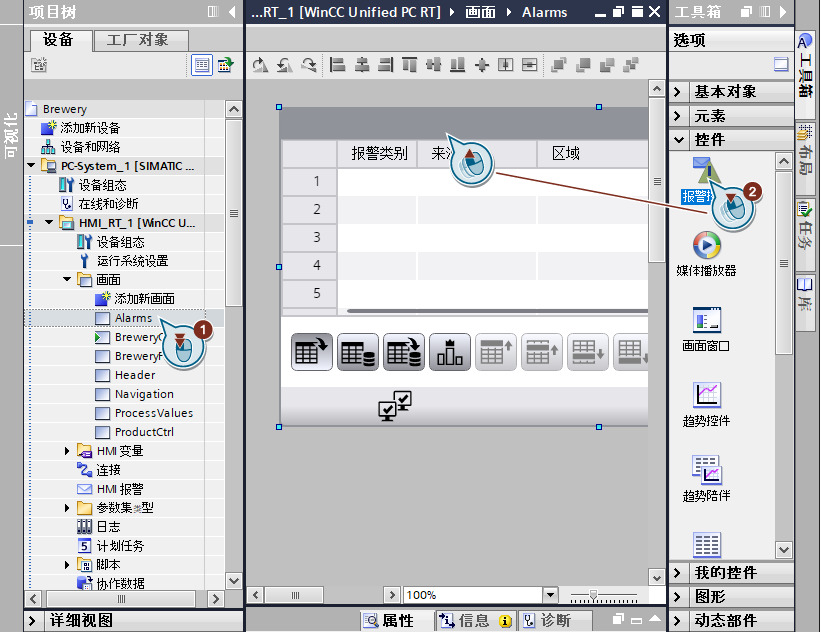 项目树
设备
工厂对象
可视化
Brewery
添加新设备
设备和网络
PC-System_1 [SIMATIC ...
设备组态
在线和诊断
HMI_RT_1 [WinCC U...
设备组态
运行系统设置
画面
添加新画面
Alarms
1
Brewery
Brewery
Header
Navigation
ProcessValues
ProductCtrl
HMI 变量
连接
HMI 报警
参数集类型
日志
计划任务
脚本
协作数据
详细视图
...RT_1 [WinCC Unified PC RT] 画面 Alarms
报警类别
来
区域
1
2
3
4
5
100%
属性
信息
诊断
工具箱
选项
基本对象
元素
控件
报警
2
媒体播放器
画面窗口
趋势控件
趋势陪伴
我的控件
图形
动态部件
工具箱
布局
任务
库